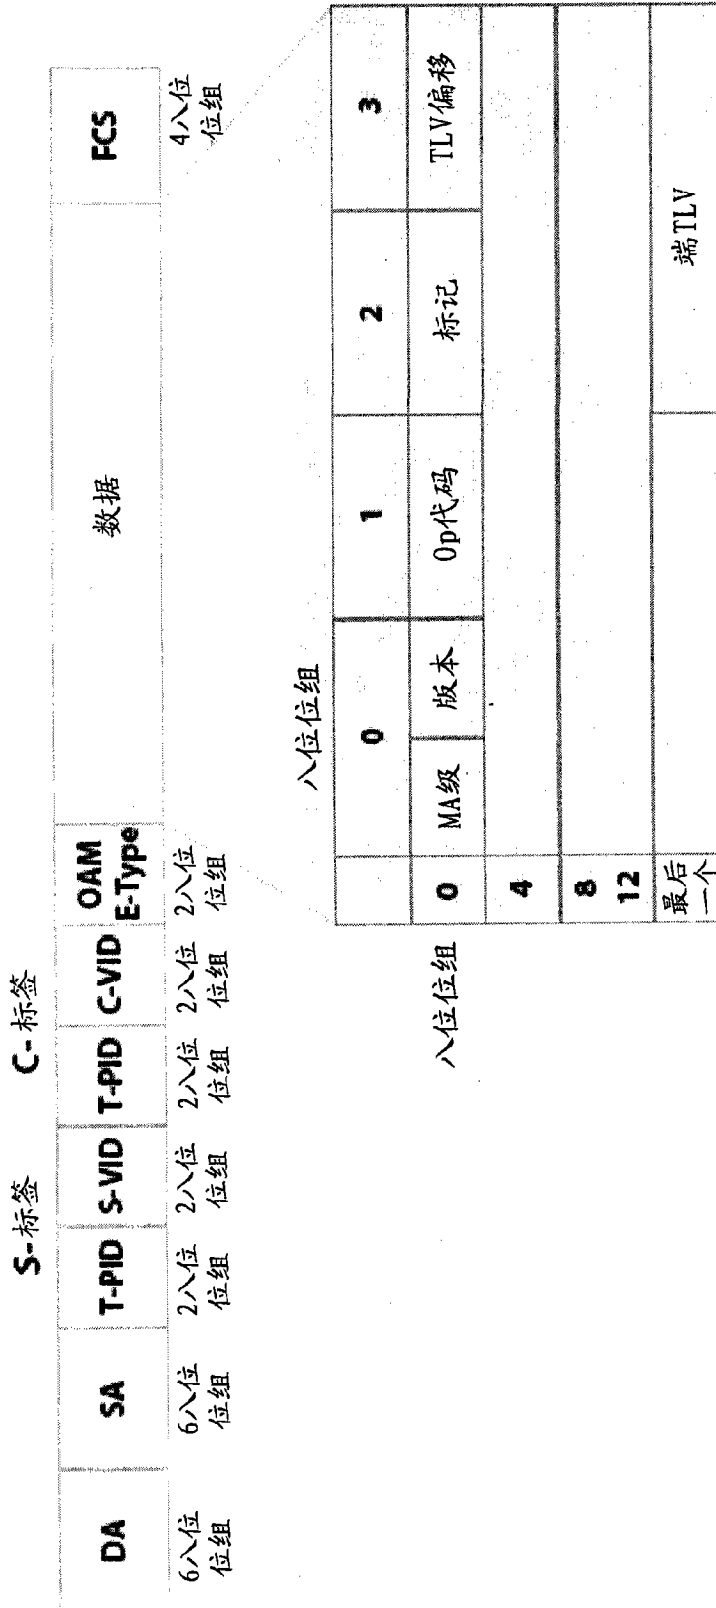 S-标签 C-标签
DA SA T-PID S-VID T-PID C-VID OAM E-Type 数据 FCS
6八位位组 6八位位组 2八位位组 2八位位组 2八位位组 2八位位组 2八位位组 4八位位组
八位位组
0 1 2 3
八位位组
0 MA级 版本 Op代码 标记 TLV偏移
4
8
12
最后一个 端TLV